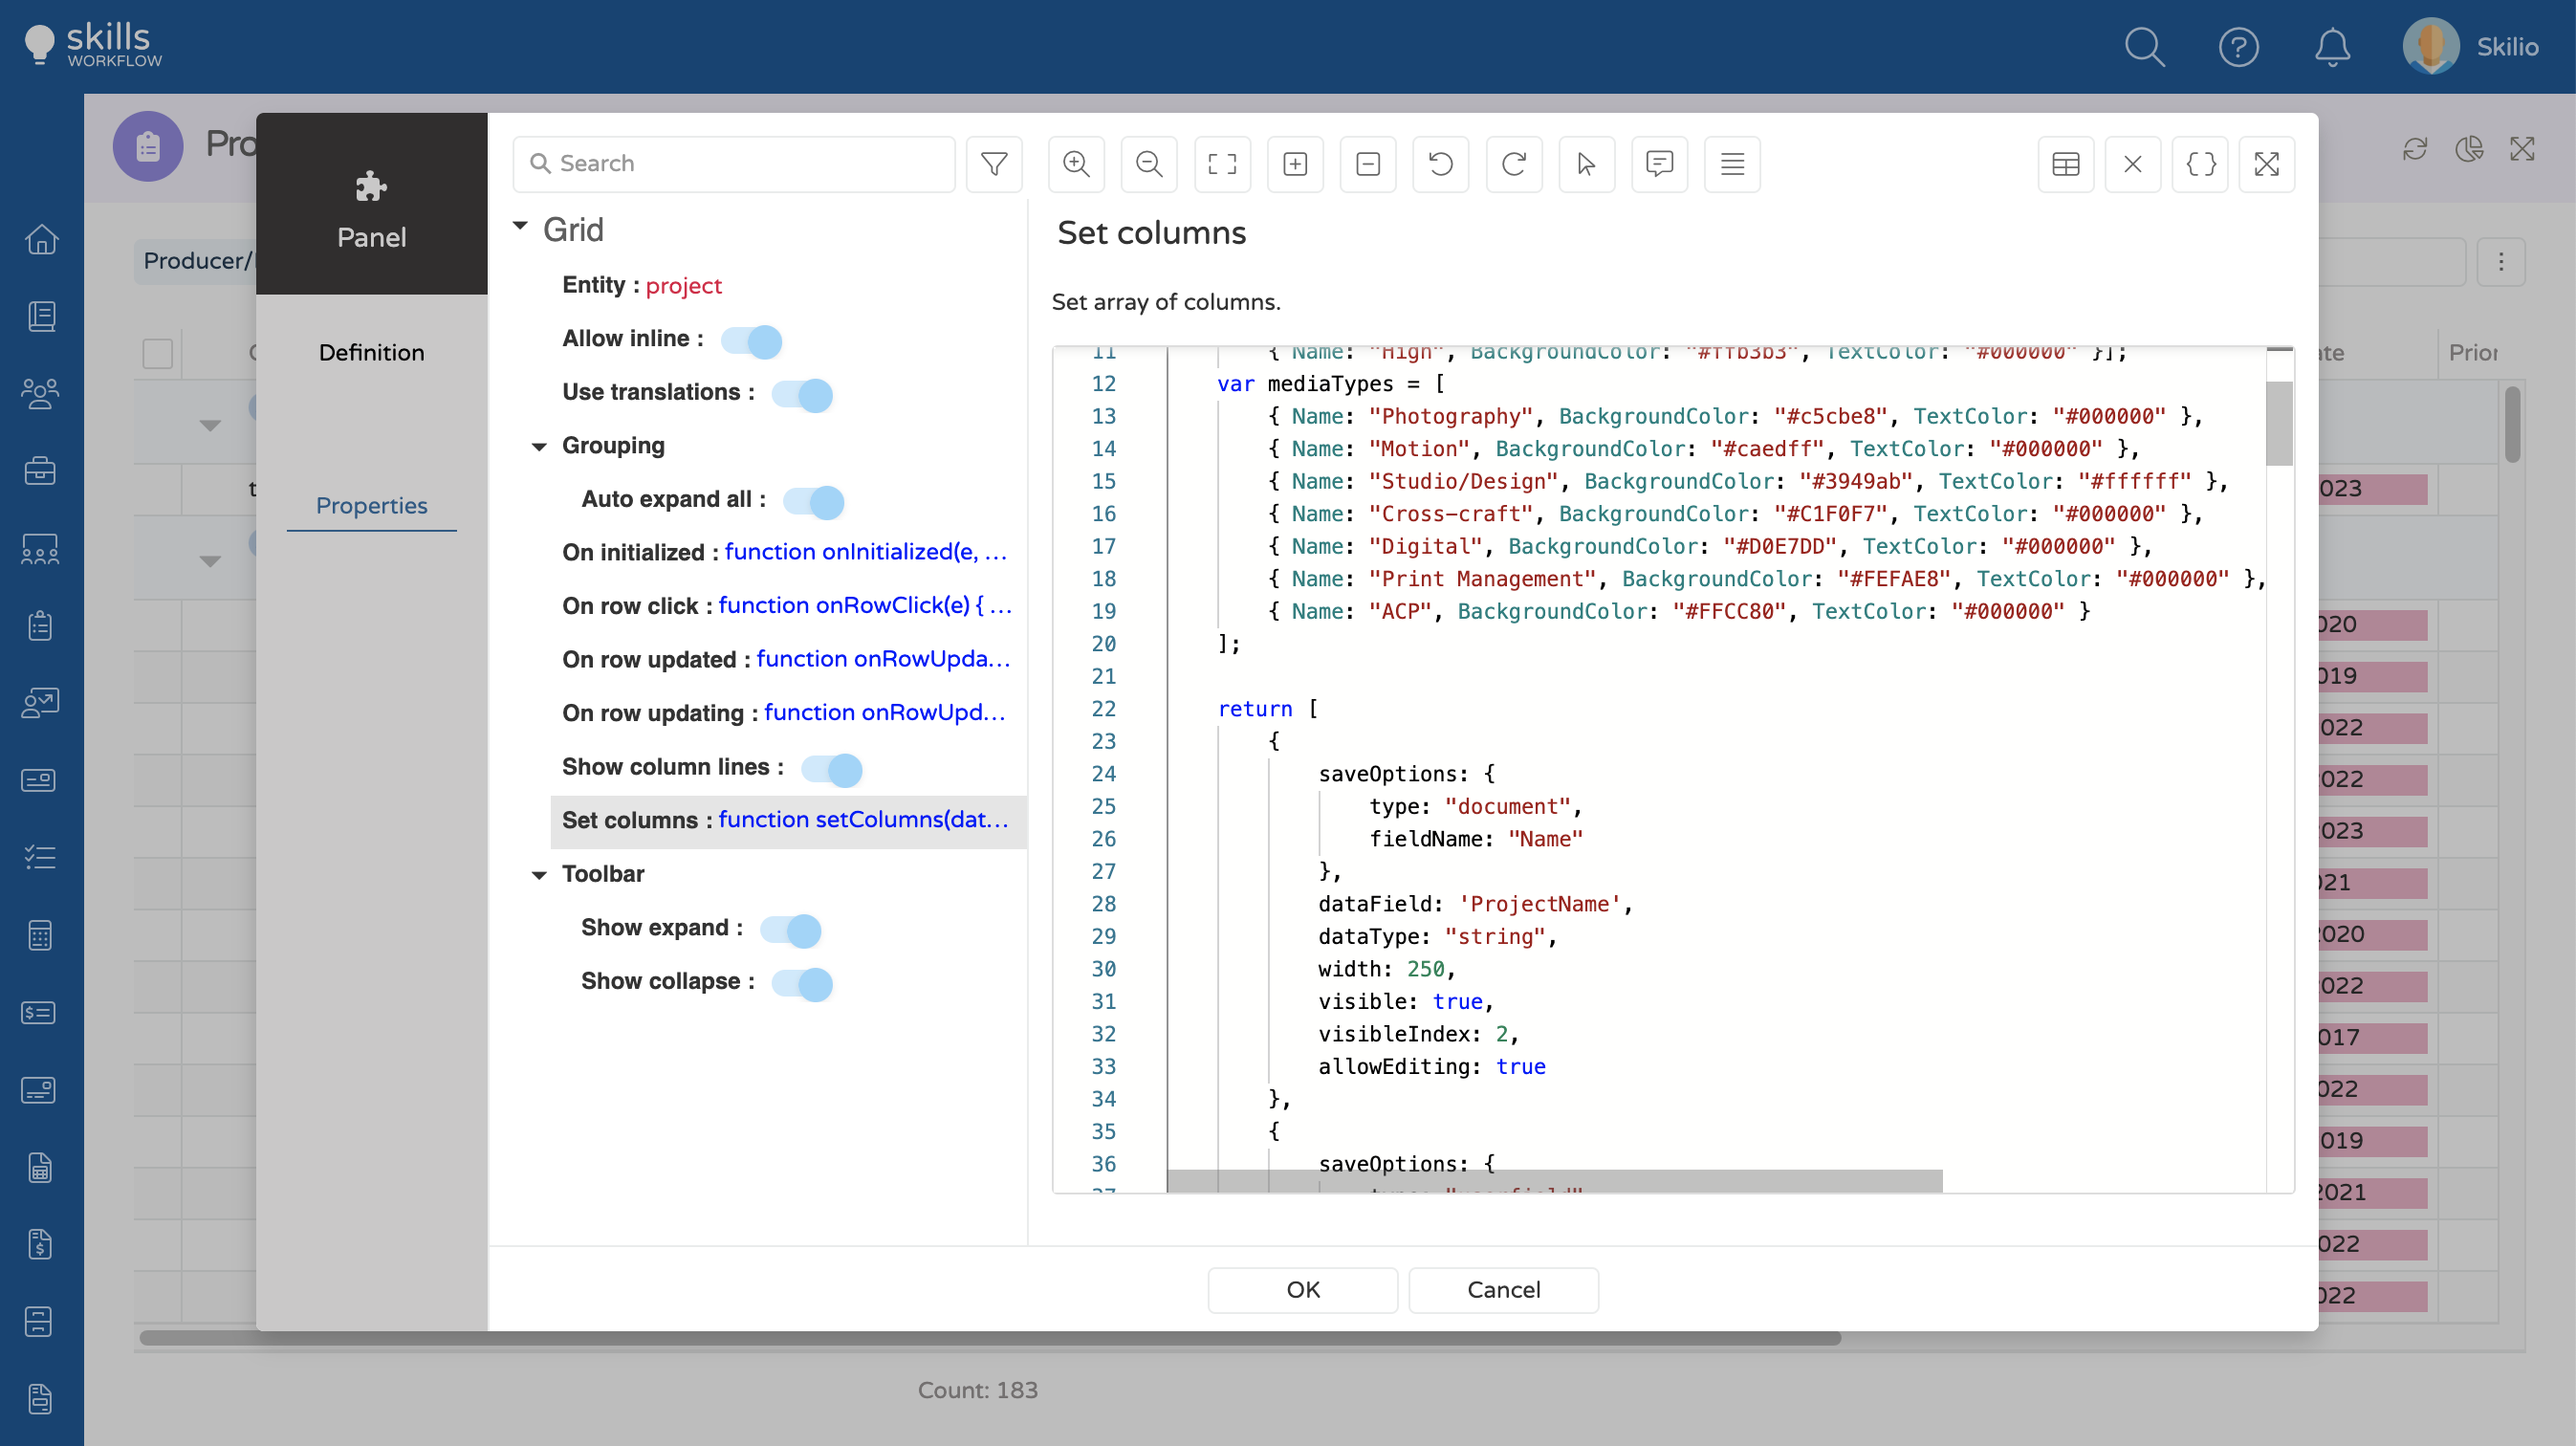 skills
WORKFLOW
Skilio
Pro
Panel
Search
Grid
Set columns
Producer/
Entity : project
Definition
Set array of columns.
Allow inline :
11 { Name: "High", BackgroundColor: "#ffb3b3", TextColor: "#000000" }];
Prior
Use translations :
12 var mediaTypes = [
13 { Name: "Photography", BackgroundColor: "#c5cbe8", TextColor: "#000000" },
Grouping
14 { Name: "Motion", BackgroundColor: "#caedff", TextColor: "#000000" },
15 { Name: "Studio/Design", BackgroundColor: "#3949ab", TextColor: "#ffffff" },
023
Properties
Auto expand all :
16 { Name: "Cross-craft", BackgroundColor: "#C1F0F7", TextColor: "#000000" },
On initialized : function onInitialized(e, ...
17 { Name: "Digital", BackgroundColor: "#D0E7DD", TextColor: "#000000" },
18 { Name: "Print Management", BackgroundColor: "#FEFAE8", TextColor: "#000000" },
On row click : function onRowClick(e) { ...
19 { Name: "ACP", BackgroundColor: "#FFCC80", TextColor: "#000000" }
020
20 ];
On row updated : function onRowUpda...
21
019
On row updating : function onRowUpd...
22 return [
022
23 {
Show column lines :
24 saveOptions: {
022
25 type: "document",
Set columns : function setColumns(dat...
26 fieldName: "Name"
023
27 },
Toolbar
021
28 dataField: 'ProjectName',
Show expand :
29 dataType: "string",
2020
30 width: 250,
Show collapse :
022
31 visible: true,
32 visibleIndex: 2,
017
33 allowEditing: true
022
34 },
35 {
019
36 saveOptions: {
2021
022
OK
Cancel
022
Count: 183